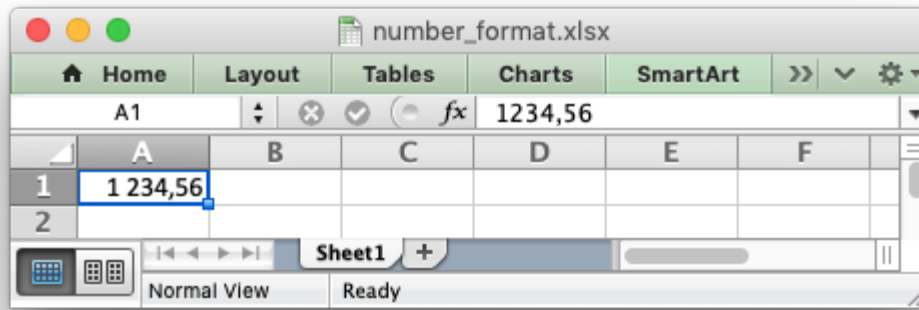 number_format.xlsx
Home Layout Tables Charts SmartArt
A1 fx 1234,56
A B C D E F
1 1 234,56
2
Sheet1 +
Normal View Ready